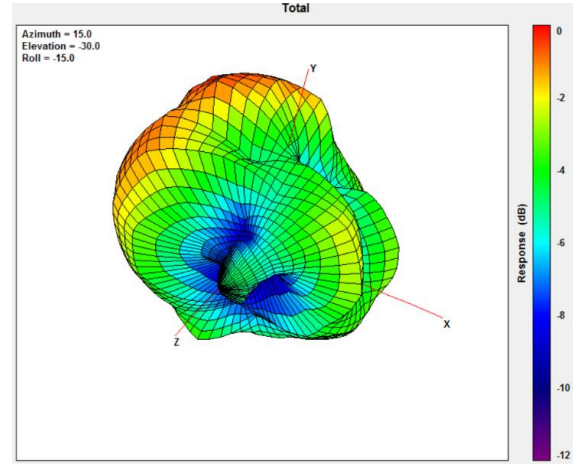 Total
Azimuth = 15.0
Elevation = -30.0
Roll = -15.0
Y
X
Z
0
-2
-4
-6
-8
-10
-12
Response (dB)